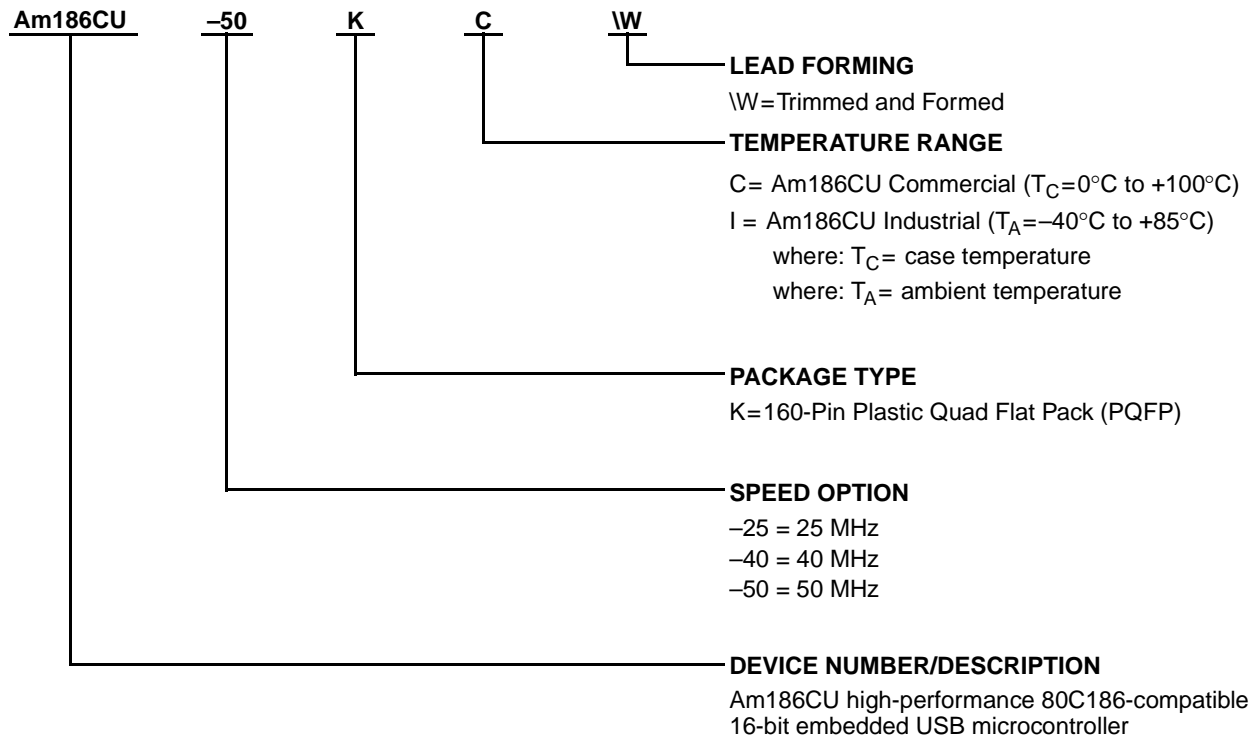 Am186CU –50 K C \W
LEAD FORMING
\W=Trimmed and Formed
TEMPERATURE RANGE
C= Am186CU Commercial (TC=0°C to +100°C)
I = Am186CU Industrial (TA=–40°C to +85°C)
where: TC= case temperature
where: TA= ambient temperature
PACKAGE TYPE
K=160-Pin Plastic Quad Flat Pack (PQFP)
SPEED OPTION
–25 = 25 MHz
–40 = 40 MHz
–50 = 50 MHz
DEVICE NUMBER/DESCRIPTION
Am186CU high-performance 80C186-compatible
16-bit embedded USB microcontroller